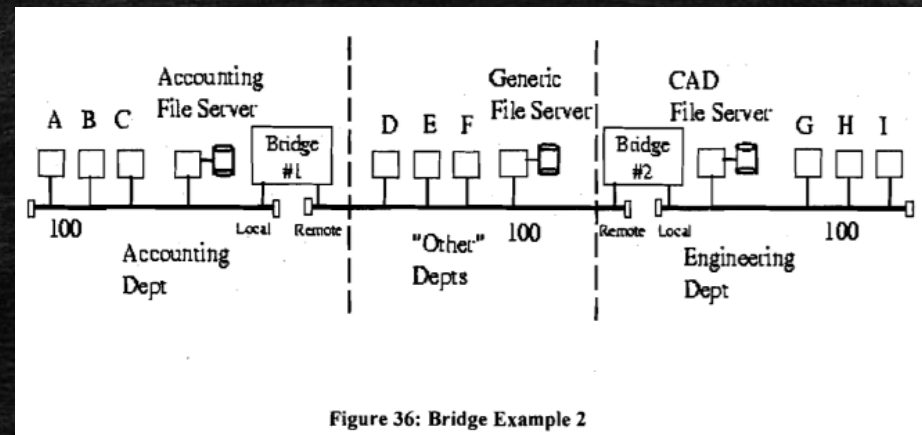 Accounting
File Server
A B C
Bridge
#1
100
Local
Remote
Accounting
Dept
Generic
File Server
D E F
"Other"
Depts
100
CAD
File Server
G H I
Bridge
#2
Remote
Local
100
Engineering
Dept
Figure 36: Bridge Example 2